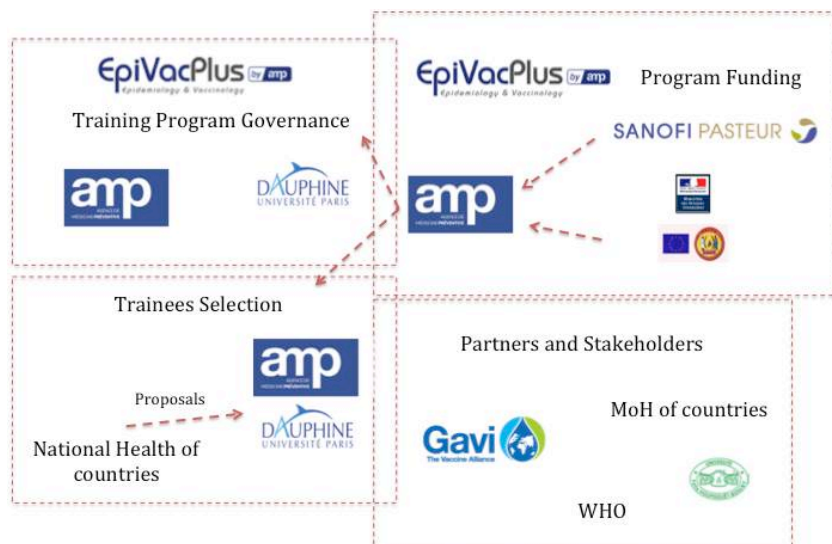 EpiVacPlus by amp
Epidemiology & Vaccinology
Training Program Governance
amp
AGENCE DE
MÉDECINE PRÉVENTIVE
DAUPHINE
UNIVERSITÉ PARIS
EpiVacPlus by amp
Epidemiology & Vaccinology
Program Funding
SANOFI PASTEUR
amp
AGENCE DE
MÉDECINE PRÉVENTIVE
Trainees Selection
amp
AGENCE DE
MÉDECINE PRÉVENTIVE
Proposals
DAUPHINE
UNIVERSITÉ PARIS
National Health of
countries
Partners and Stakeholders
MoH of countries
Gavi
The Vaccine Alliance
WHO